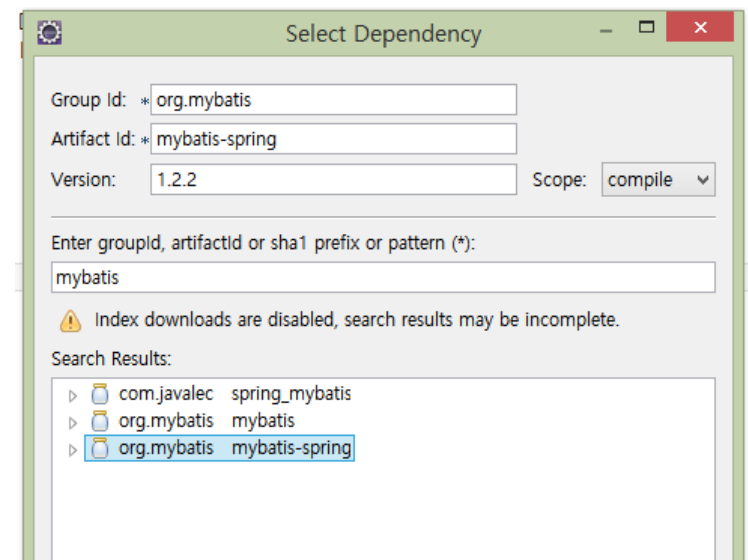 Select Dependency
Group Id: * org.mybatis
Artifact Id: * mybatis-spring
Version: 1.2.2 Scope: compile
Enter groupId, artifactId or sha1 prefix or pattern (*):
mybatis
Index downloads are disabled, search results may be incomplete.
Search Results:
com.javalec spring_mybatis
org.mybatis mybatis
org.mybatis mybatis-spring